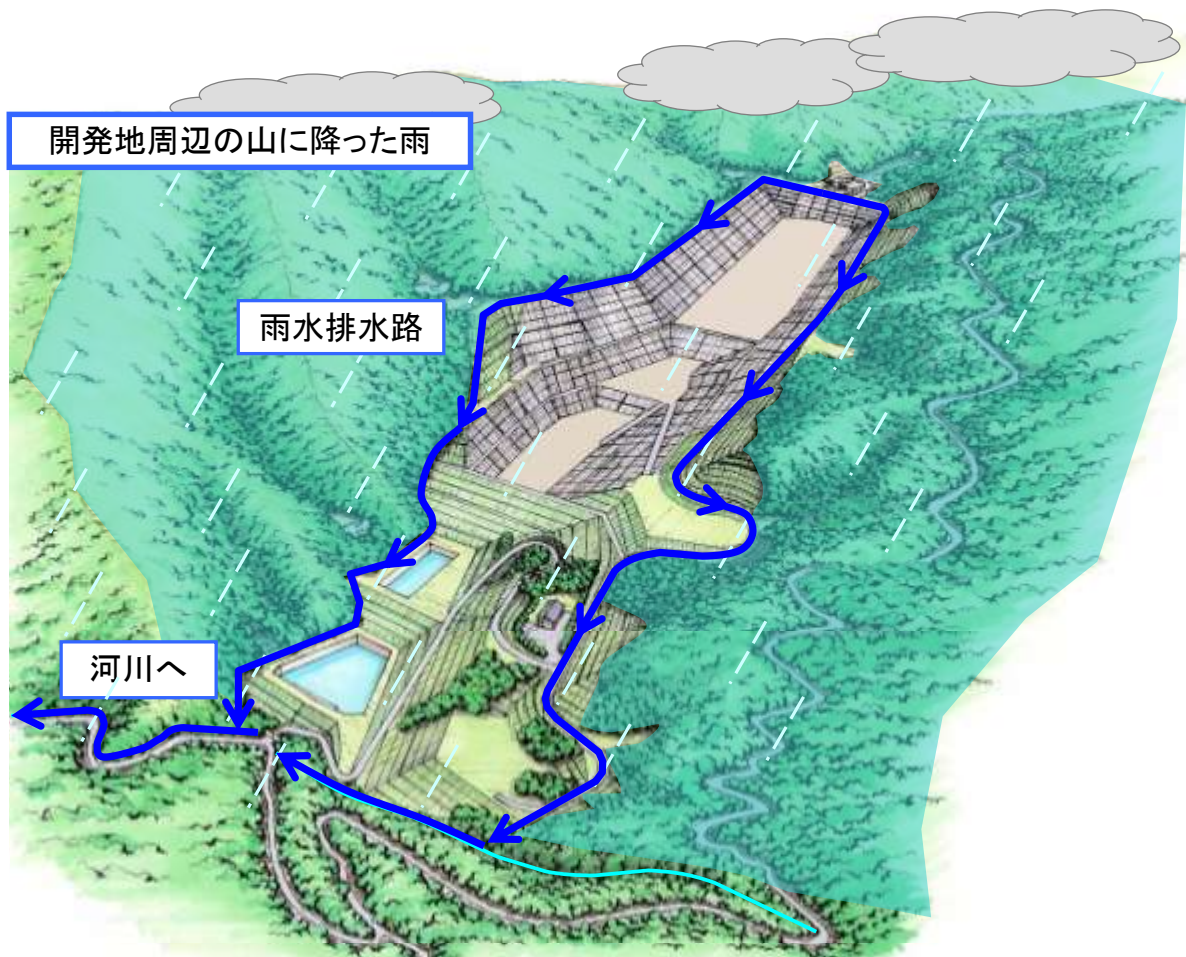 開発地周辺の山に降った雨
雨水排水路
河川へ